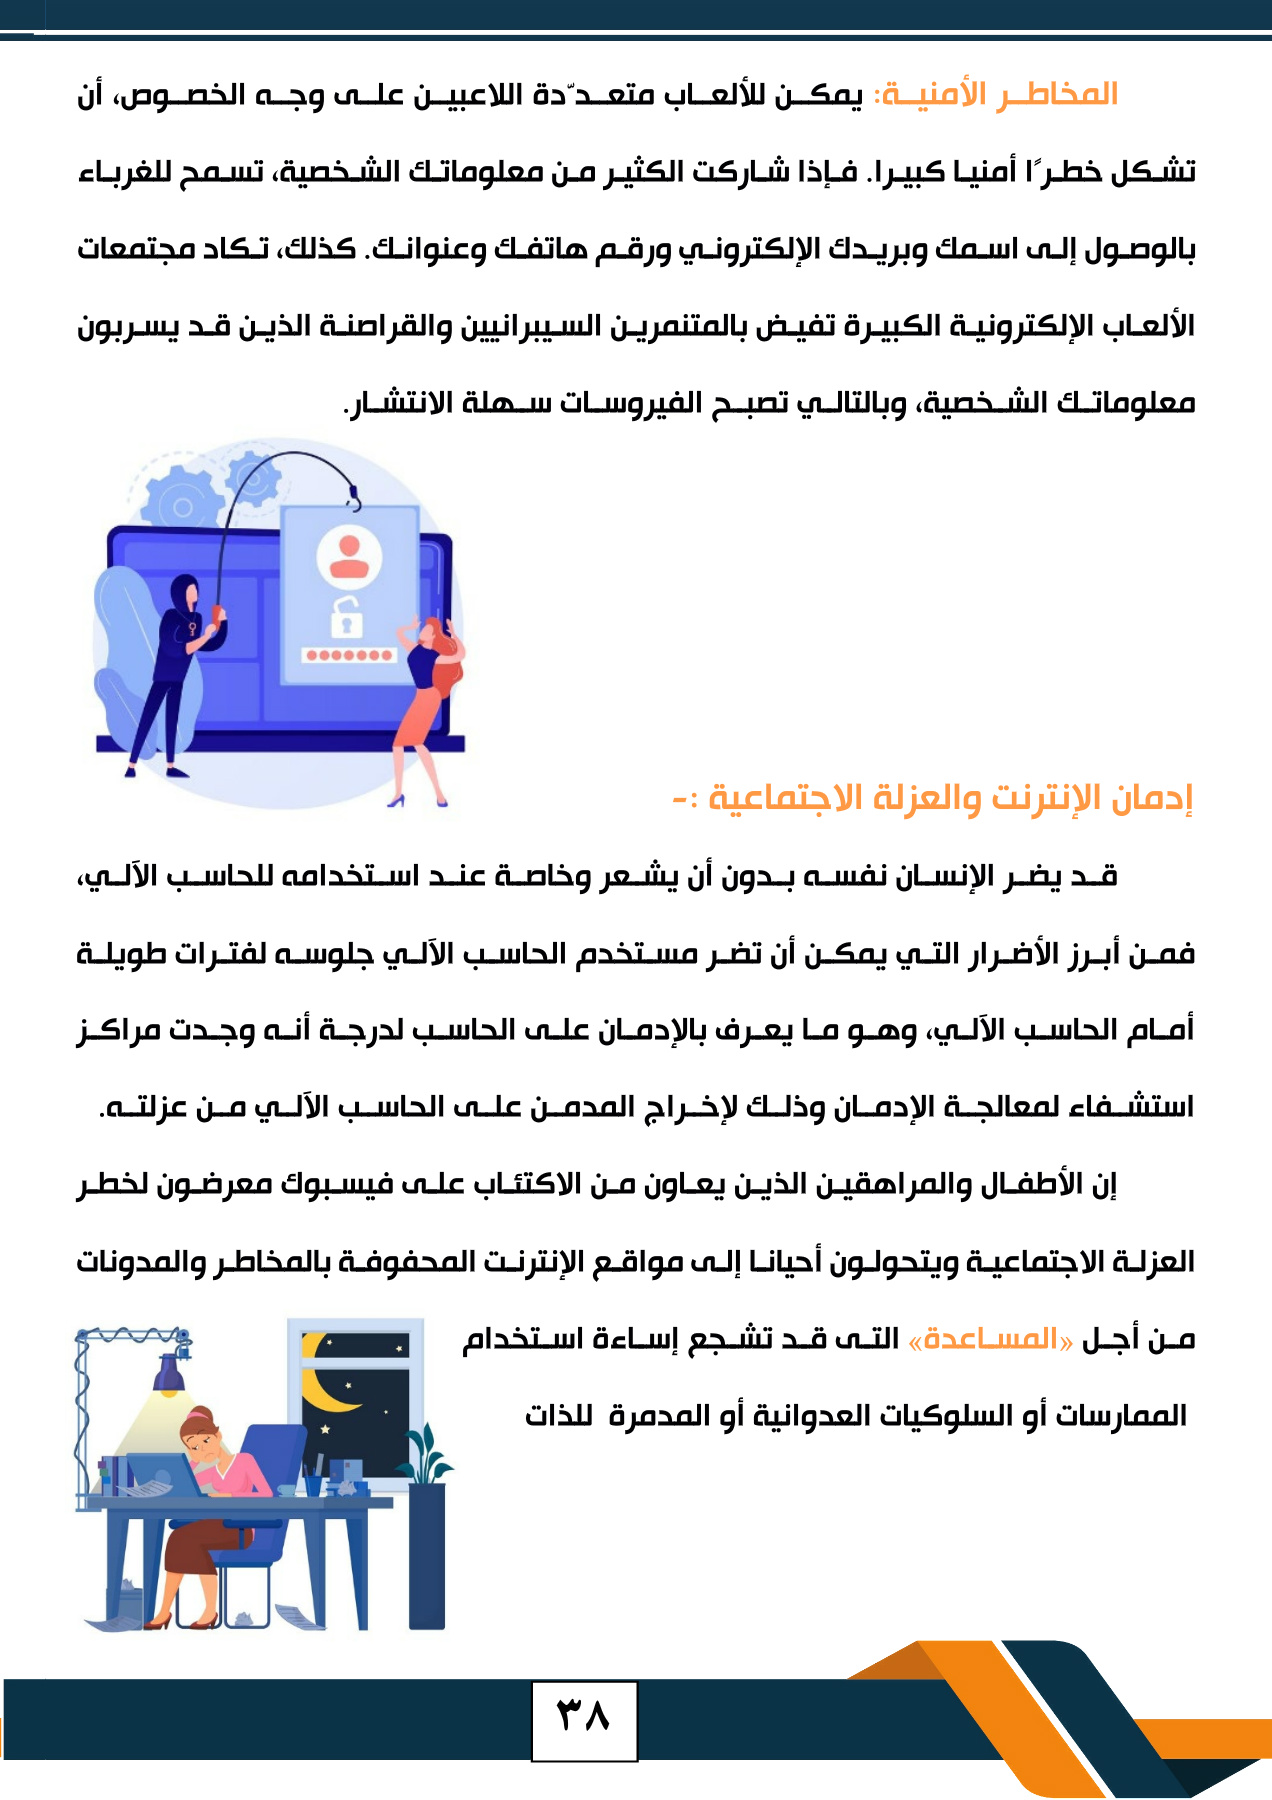 المخاطر الأمنية: يمكن للألعاب متعدّدة اللاعبين على وجه الخصوص، أن
تشكل خطرًا أمنيا كبيرا. فإذا شاركت الكثير من معلوماتك الشخصية، تسمح للغرباء
بالوصول إلى اسمك وبريدك الإلكتروني ورقم هاتفك وعنوانك. كذلك، تكاد مجتمعات
الألعاب الإلكترونية الكبيرة تفيض بالمتنمرين السيبرانيين والقراصنة الذين قد يسربون
معلوماتك الشخصية، وبالتالي تصبح الفيروسات سهلة الانتشار.
إدمان الإنترنت والعزلة الاجتماعية :-
قد يضر الإنسان نفسه بدون أن يشعر وخاصة عند استخدامه للحاسب الآلي،
فمن أبرز الأضرار التي يمكن أن تضر مستخدم الحاسب الآلي جلوسه لفترات طويلة
أمام الحاسب الآلي، وهو ما يعرف بالإدمان على الحاسب لدرجة أنه وجدت مراكز
استشفاء لمعالجة الإدمان وذلك لإخراج المدمن على الحاسب الآلي من عزلته.
إن الأطفال والمراهقين الذين يعاون من الاكتئاب على فيسبوك معرضون لخطر
العزلة الاجتماعية ويتحولون أحيانا إلى مواقع الإنترنت المحفوفة بالمخاطر والمدونات
من أجل «المساعدة» التى قد تشجع إساءة استخدام
الممارسات أو السلوكيات العدوانية أو المدمرة للذات
٣٨